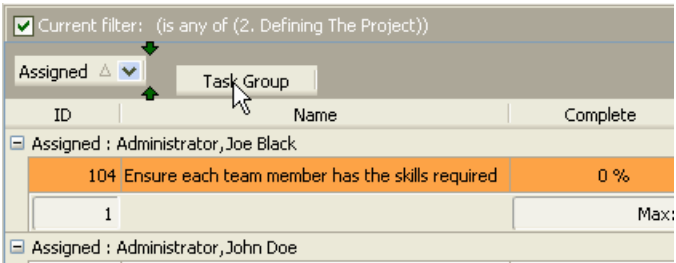 Current filter: (is any of (2. Defining The Project))
Assigned
Task Group
ID Name Complete
Assigned : Administrator,Joe Black
104 Ensure each team member has the skills required 0 %
1 Max:
Assigned : Administrator,John Doe